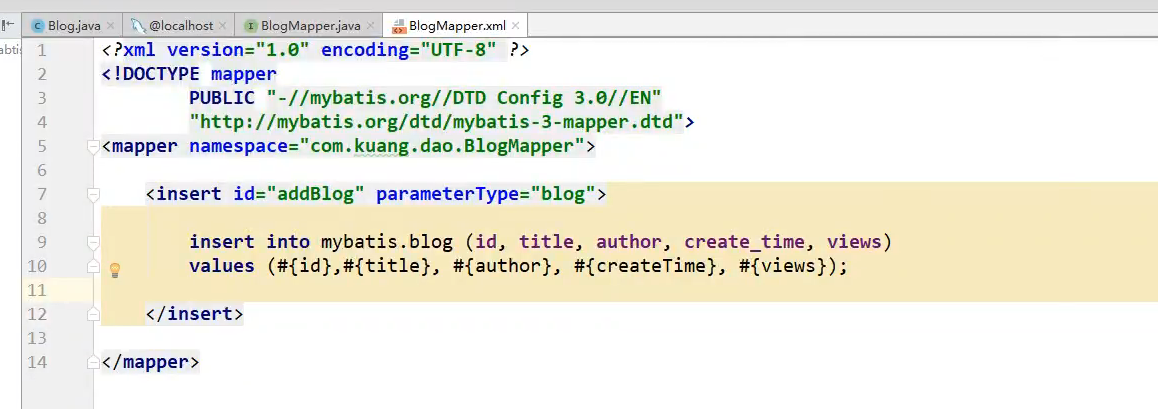 Blog.java × @localhost × BlogMapper.java × BlogMapper.xml ×
1 <?xml version="1.0" encoding="UTF-8" ?>
2 <!DOCTYPE mapper
3 PUBLIC "-//mybatis.org//DTD Config 3.0//EN"
4 "http://mybatis.org/dtd/mybatis-3-mapper.dtd">
5 <mapper namespace="com.kuang.dao.BlogMapper">
6
7 <insert id="addBlog" parameterType="blog">
8
9 insert into mybatis.blog (id, title, author, create_time, views)
10 values (#{id},#{title}, #{author}, #{createTime}, #{views});
11
12 </insert>
13
14 </mapper>